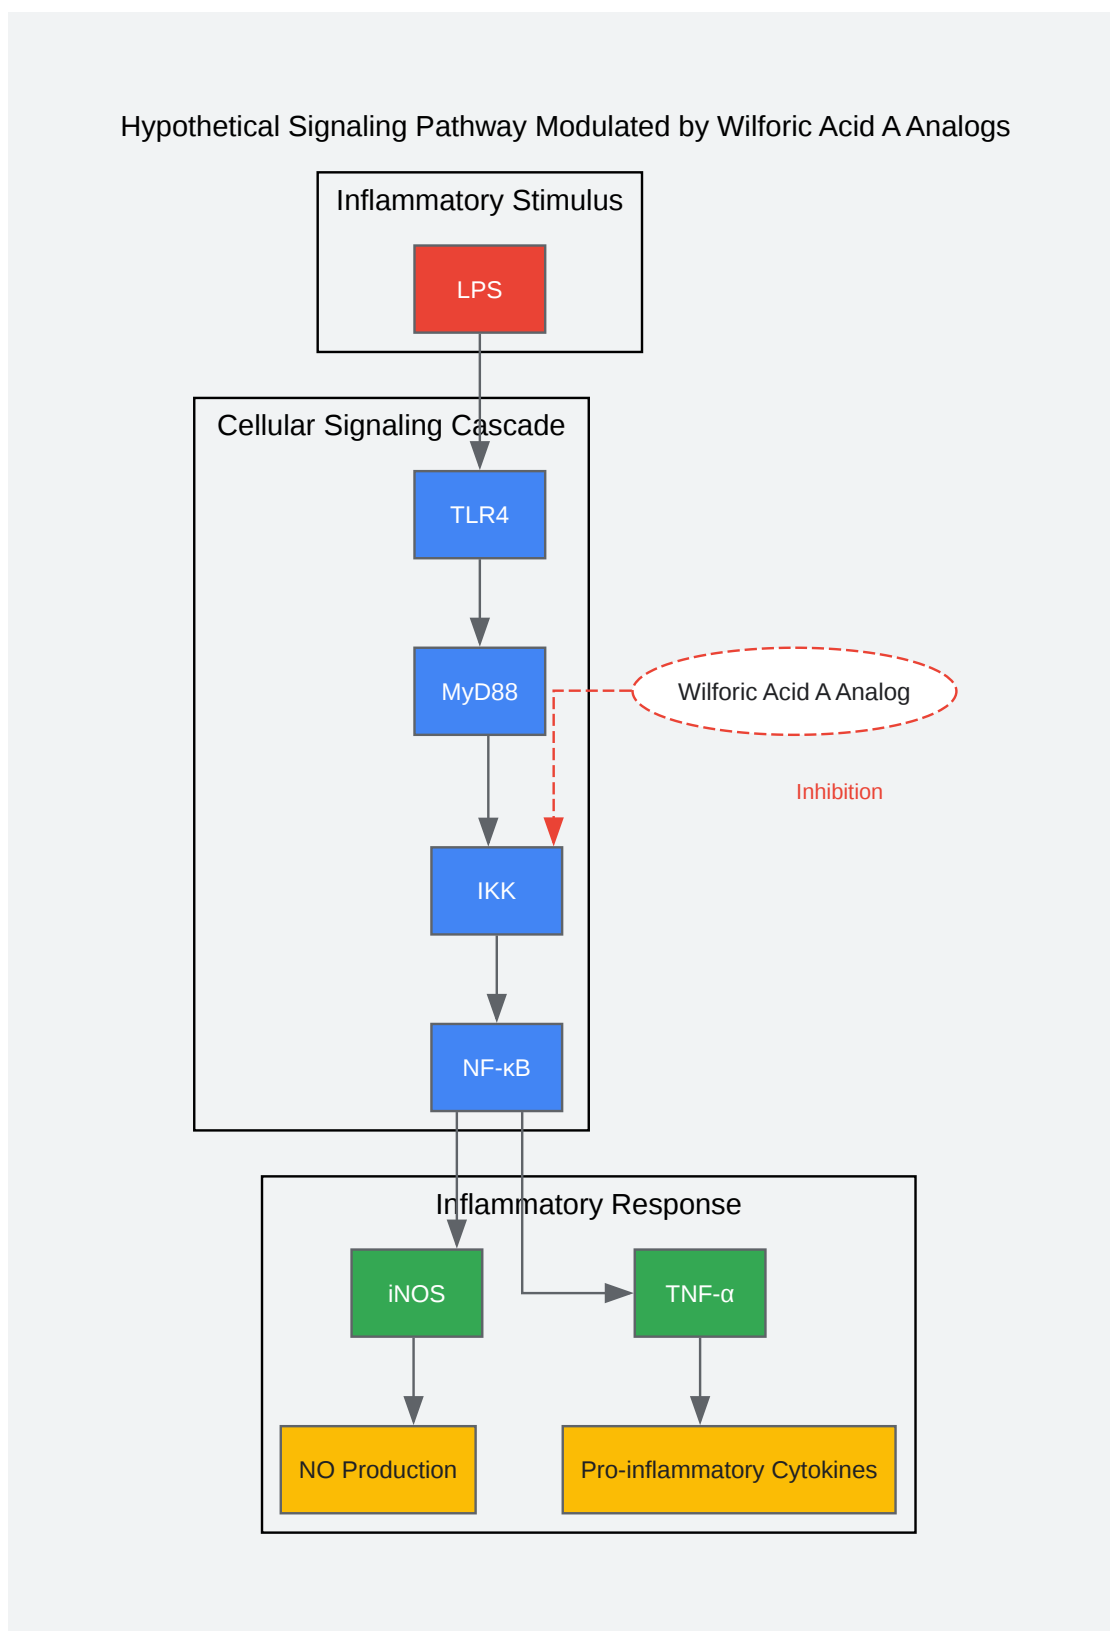 Hypothetical Signaling Pathway Modulated by Wilforic Acid A Analogs
Inflammatory Stimulus
LPS
Cellular Signaling Cascade
TLR4
MyD88
Wilforic Acid A Analog
Inhibition
IKK
NF-κB
Inflammatory Response
iNOS
TNF-α
NO Production
Pro-inflammatory Cytokines